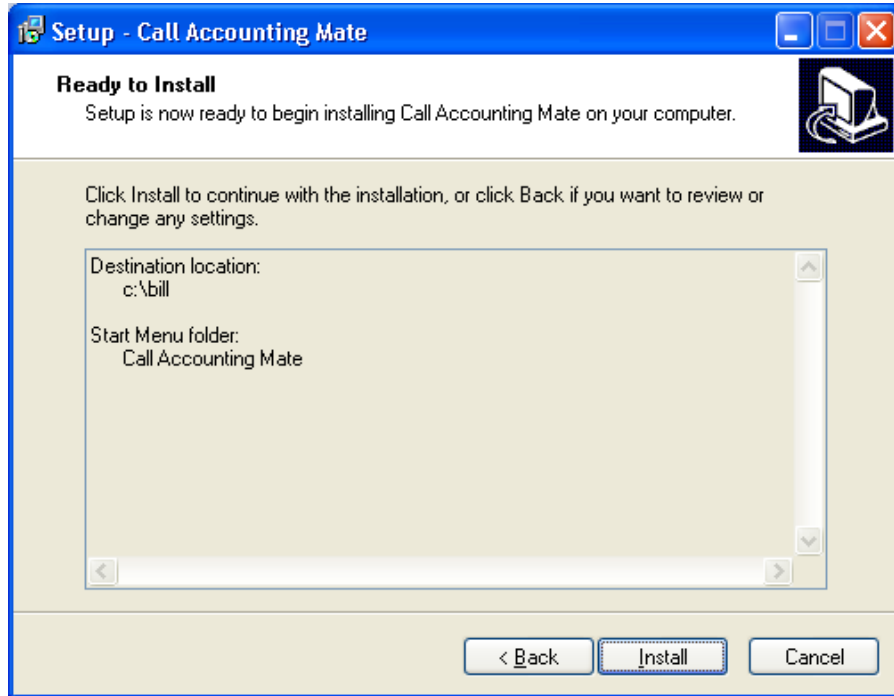 Setup - Call Accounting Mate
Ready to Install
Setup is now ready to begin installing Call Accounting Mate on your computer.
Click Install to continue with the installation, or click Back if you want to review or
change any settings.
Destination location:
c:\bill
Start Menu folder:
Call Accounting Mate
< Back
Install
Cancel